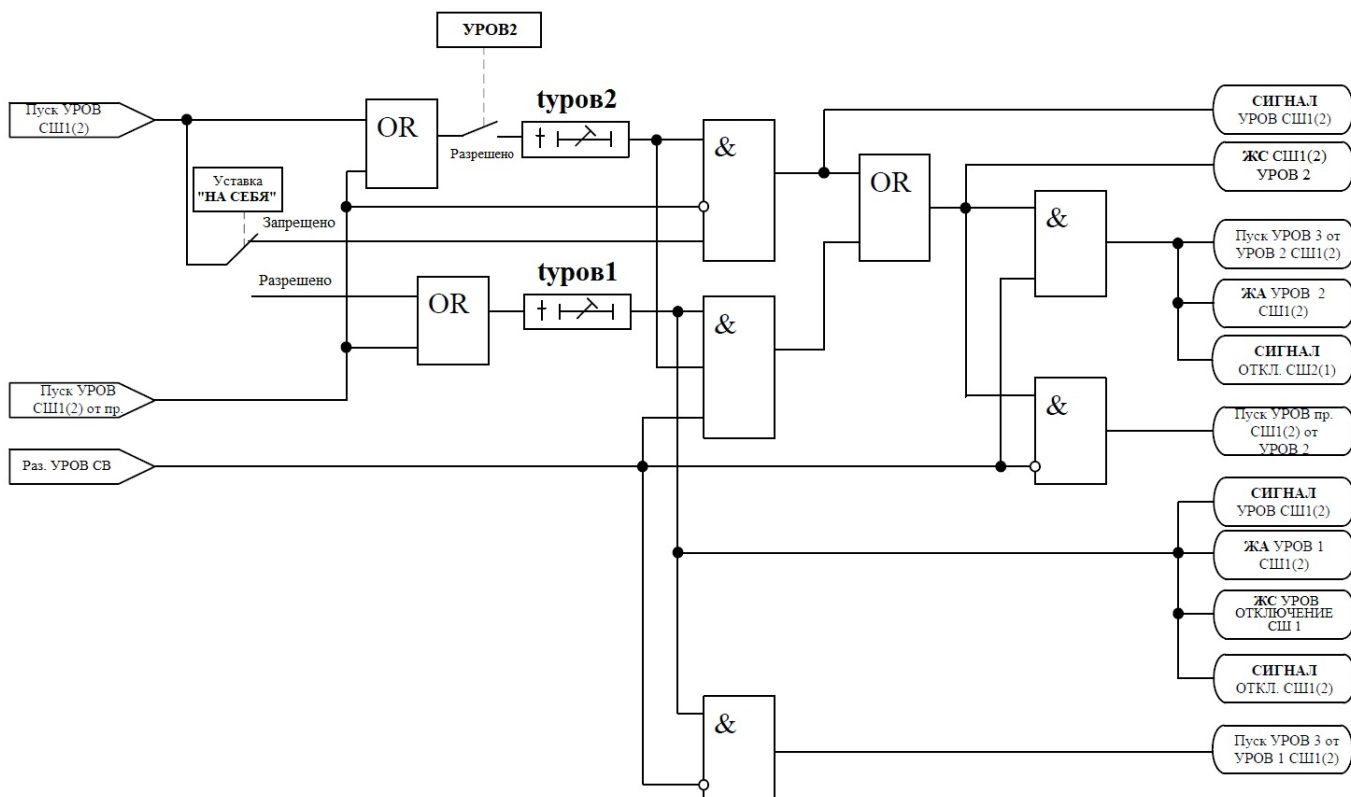 УРОВ2
Пуск УРОВ
СШ1(2)
OR
tуров2
Разрешено
&
СИГНАЛ
УРОВ СШ1(2)
OR
ЖС СШ1(2)
УРОВ 2
Уставка
"НА СЕБЯ"
Запрещено
&
Пуск УРОВ 3 от
УРОВ 2 СШ1(2)
Разрешено
OR
tуров1
&
ЖА УРОВ 2
СШ1(2)
СИГНАЛ
ОТКЛ. СШ2(1)
Пуск УРОВ
СШ1(2) от пр.
&
Пуск УРОВ пр.
СШ1(2) от
УРОВ 2
Раз. УРОВ СВ
СИГНАЛ
УРОВ СШ1(2)
ЖА УРОВ 1
СШ1(2)
ЖС УРОВ
ОТКЛЮЧЕНИЕ
СШ 1
СИГНАЛ
ОТКЛ. СШ1(2)
&
Пуск УРОВ 3 от
УРОВ 1 СШ1(2)